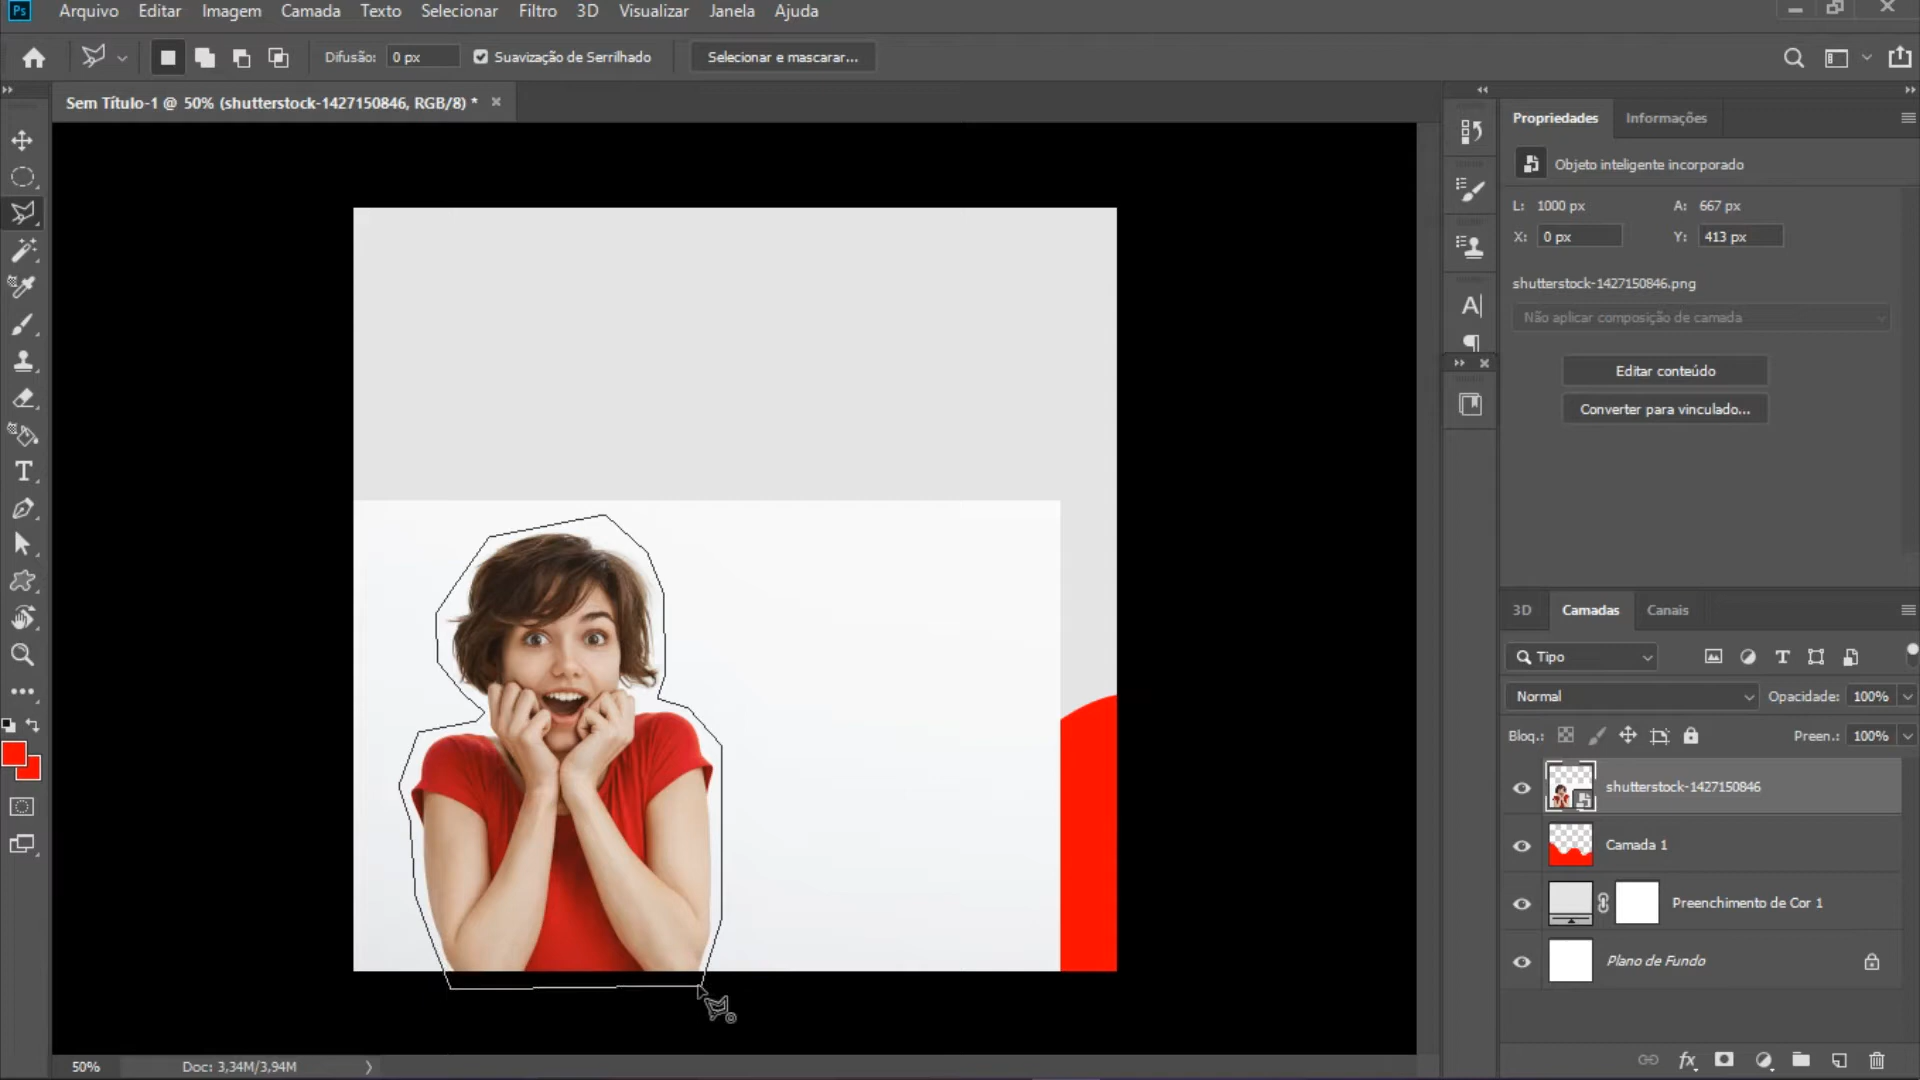 Ps Arquivo Editar Imagem Camada Texto Selecionar Filtro 3D Visualizar Janela Ajuda
Difusão: 0 px Suavização de Serrilhado Selecionar e mascarar...
Sem Título-1 @ 50% (shutterstock-1427150846, RGB/8) * ×
Propriedades Informações
Objeto inteligente incorporado
L: 1000 px A: 667 px
X: 0 px Y: 413 px
shutterstock-1427150846.png
Não aplicar composição de camada
Editar conteúdo
Converter para vinculado...
3D Camadas Canais
Tipo
Normal Opacidade: 100%
Bloq.: Preen.: 100%
shutterstock-1427150846
Camada 1
Preenchimento de Cor 1
Plano de Fundo
50% Doc: 3,34M/3,94M
fx